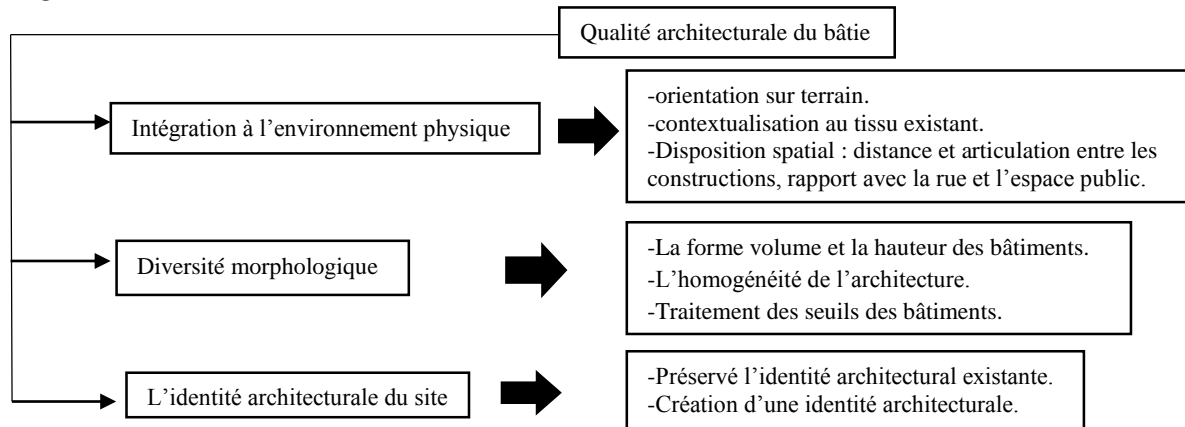 Qualité architecturale du bâtie
Intégration à l’environnement physique
-orientation sur terrain.
-contextualisation au tissu existant.
-Disposition spatial : distance et articulation entre les
constructions, rapport avec la rue et l’espace public.
Diversité morphologique
-La forme volume et la hauteur des bâtiments.
-L’homogénéité de l’architecture.
-Traitement des seuils des bâtiments.
L’identité architecturale du site
-Préservé l’identité architectural existante.
-Création d’une identité architecturale.